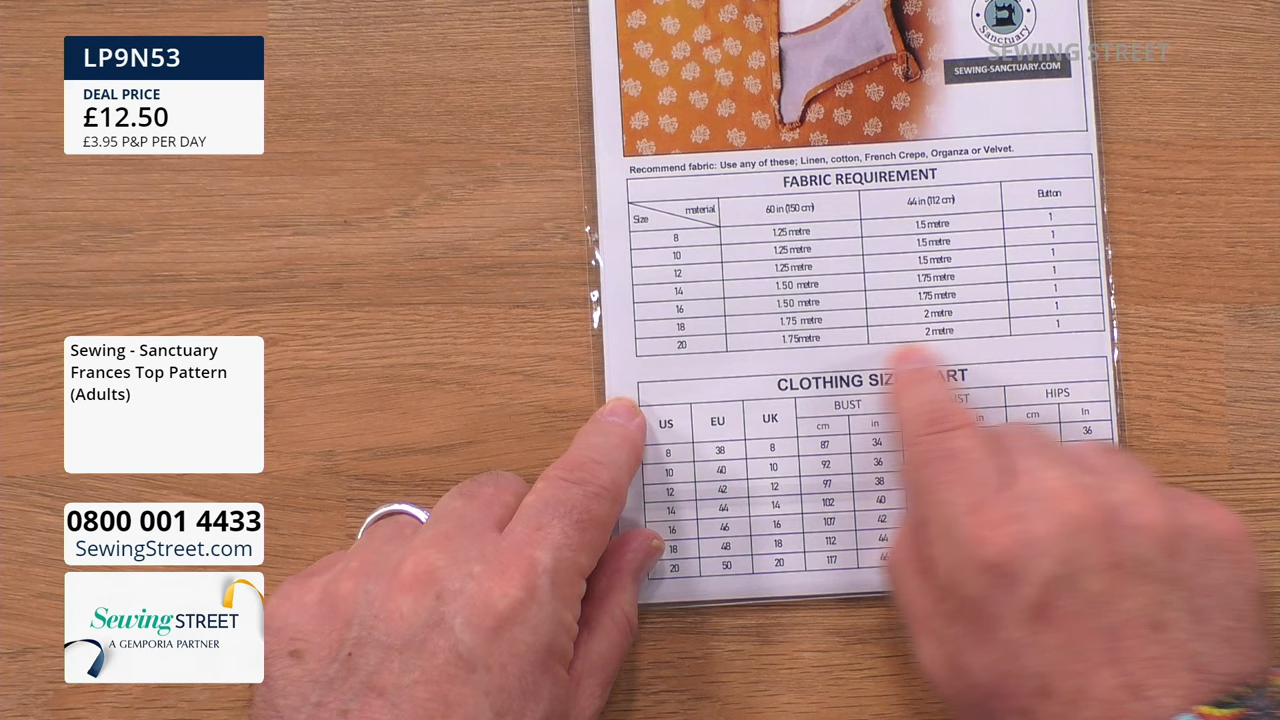 LP9N53
DEAL PRICE
£12.50
£3.95 P&P PER DAY
Sewing - Sanctuary
Frances Top Pattern
(Adults)
0800 001 4433
SewingStreet.com
Sewing STREET
A GEMPORIA PARTNER
Sanctuary
SEWING STREET
SEWING-SANCTUARY.COM
Recommend fabric: Use any of these; Linen, cotton, French Crepe, Organza or Velvet.
FABRIC REQUIREMENT
Size material 60 in (150 cm) 44 in (112 cm) Button
8 1.25 metre 1.5 metre 1
10 1.25 metre 1.5 metre 1
12 1.25 metre 1.5 metre 1
14 1.50 metre 1.75 metre 1
16 1.50 metre 1.75 metre 1
18 1.75 metre 2 metre 1
20 1.75metre 2 metre 1
CLOTHING
US EU UK BUST HIPS
cm in in cm In
8 38 8 87 34 36
10 40 10 92 36
12 42 12 97 38
14 44 14 102 40
16 46 16 107 42
18 48 18 112 44
20 50 20 117